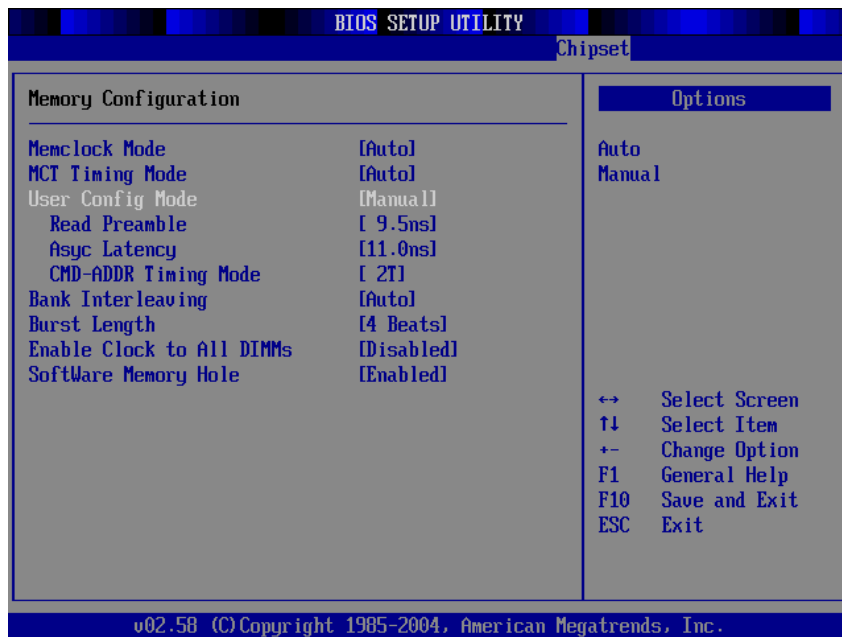 BIOS SETUP UTILITY
Chipset
Memory Configuration
Memclock Mode [Auto]
MCT Timing Mode [Auto]
User Config Mode [Manual]
Read Preamble [ 9.5ns]
Asyc Latency [11.0ns]
CMD-ADDR Timing Mode [ 2T]
Bank Interleaving [Auto]
Burst Length [4 Beats]
Enable Clock to All DIMMs [Disabled]
SoftWare Memory Hole [Enabled]
Options
Auto
Manual
←→ Select Screen
↑↓ Select Item
+- Change Option
F1 General Help
F10 Save and Exit
ESC Exit
v02.58 (C)Copyright 1985-2004, American Megatrends, Inc.